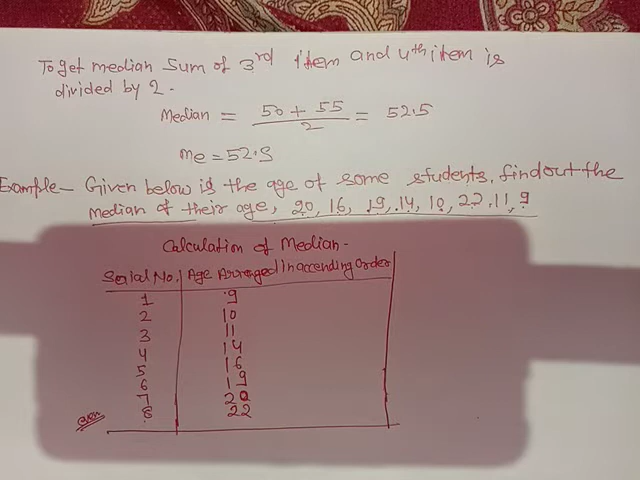 To get median Sum of 3rd item and 4th item is
divided by 2.
Median = 50 + 55 / 2 = 52.5
Me = 52.5
Example - Given below is the age of some students, find out the
Median of their age, 20, 16, 19, 14, 10, 22, 11, 9
Calculation of Median -
Serial No. Age Arranged in accending Order
1 9
2 10
3 11
4 14
5 16
6 19
7 20
8 22